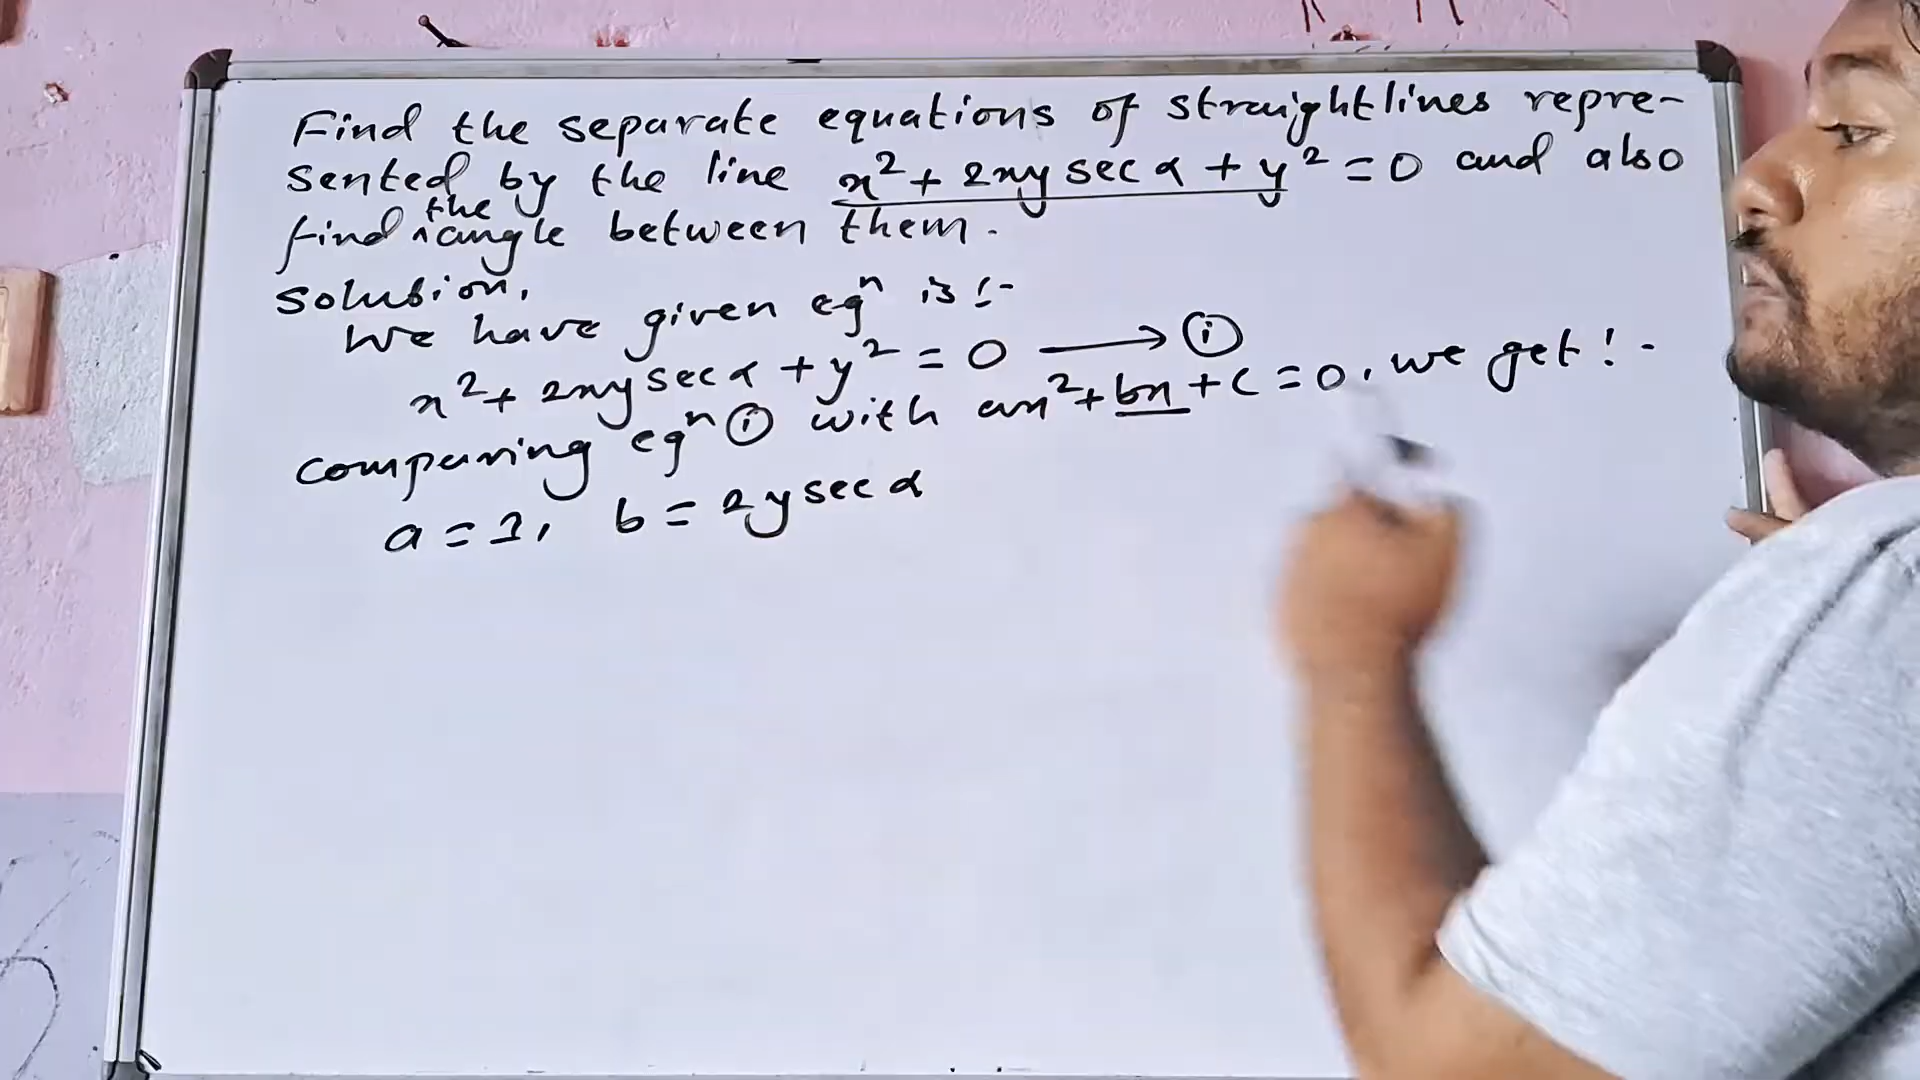 Find the separate equations of straight lines repre-
sented by the line x² + 2xy sec α + y² = 0 and also
find the angle between them.
Solution,
We have given eqⁿ is :-
x² + 2xy sec α + y² = 0 ⟶ ⓘ
Comparing eqⁿ ⓘ with ax² + bx + c = 0, we get :-
a = 1, b = 2y sec α